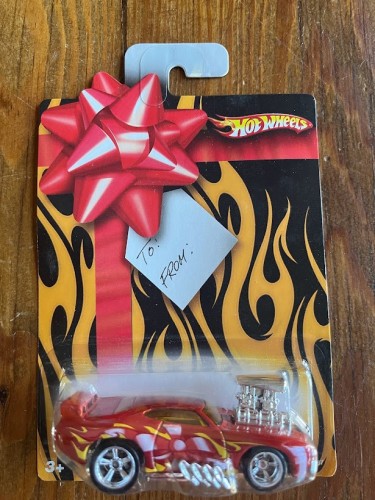 HOT WHEELS
TO:
FROM:
3+